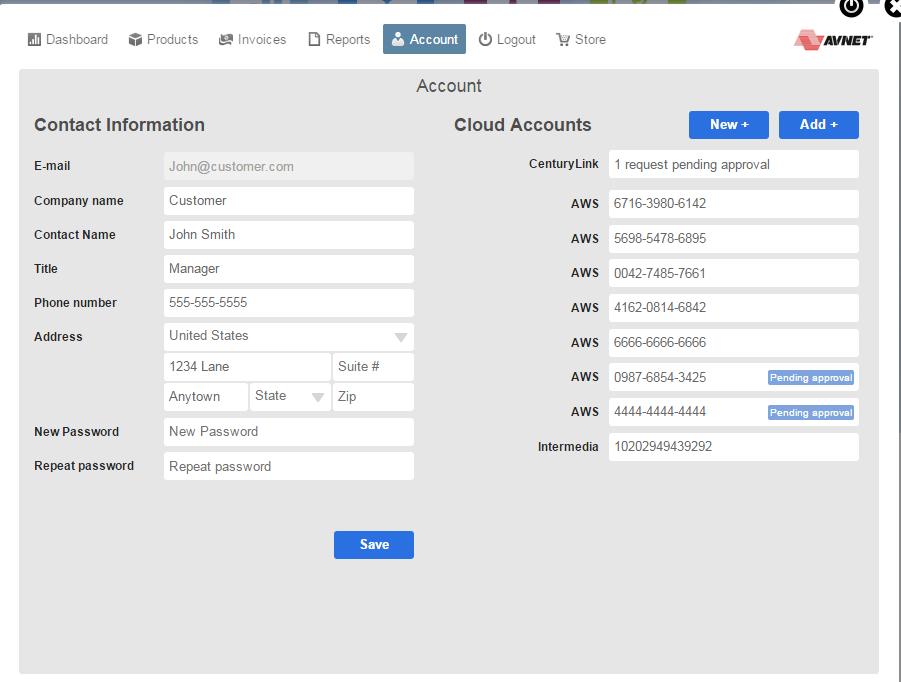 Dashboard Products Invoices Reports Account Logout Store AVNET
Account
Contact Information
E-mail John@customer.com
Company name Customer
Contact Name John Smith
Title Manager
Phone number 555-555-5555
Address United States
1234 Lane Suite #
Anytown State Zip
New Password New Password
Repeat password Repeat password
Save
Cloud Accounts New + Add +
CenturyLink 1 request pending approval
AWS 6716-3980-6142
AWS 5698-5478-6895
AWS 0042-7485-7661
AWS 4162-0814-6842
AWS 6666-6666-6666
AWS 0987-6854-3425 Pending approval
AWS 4444-4444-4444 Pending approval
Intermedia 10202949439292